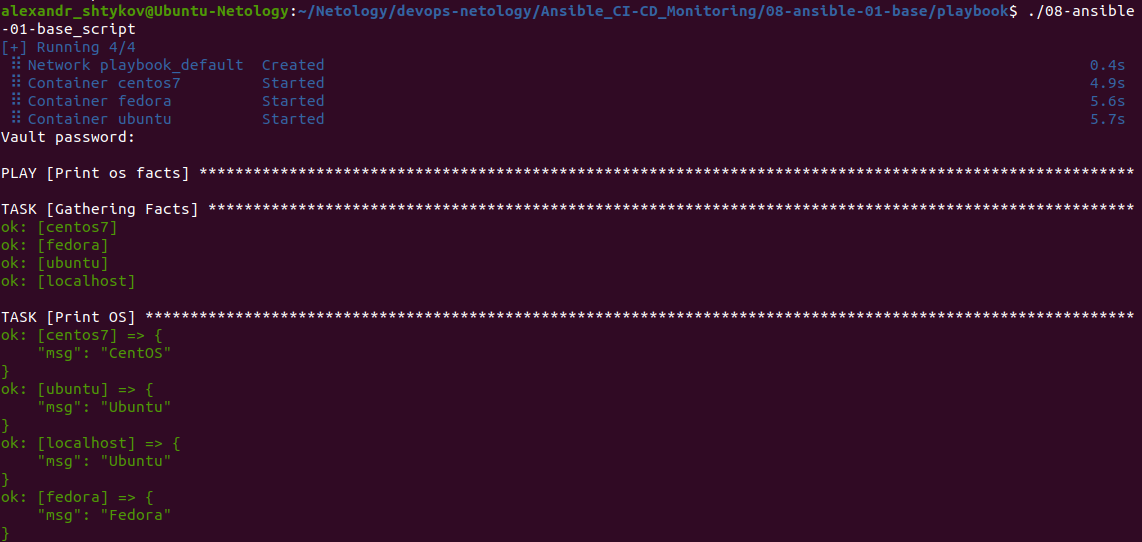 alexandr_shtykov@Ubuntu-Netology:~/Netology/devops-netology/Ansible_CI-CD_Monitoring/08-ansible-01-base/playbook$ ./08-ansible
-01-base_script
[+] Running 4/4
⠿ Network playbook_default  Created 0.4s
⠿ Container centos7 Started 4.9s
⠿ Container fedora Started 5.6s
⠿ Container ubuntu Started 5.7s
Vault password:
PLAY [Print os facts] ********************************************************************************************************
TASK [Gathering Facts] *******************************************************************************************************
ok: [centos7]
ok: [fedora]
ok: [ubuntu]
ok: [localhost]
TASK [Print OS] **************************************************************************************************************
ok: [centos7] => {
    "msg": "CentOS"
}
ok: [ubuntu] => {
    "msg": "Ubuntu"
}
ok: [localhost] => {
    "msg": "Ubuntu"
}
ok: [fedora] => {
    "msg": "Fedora"
}